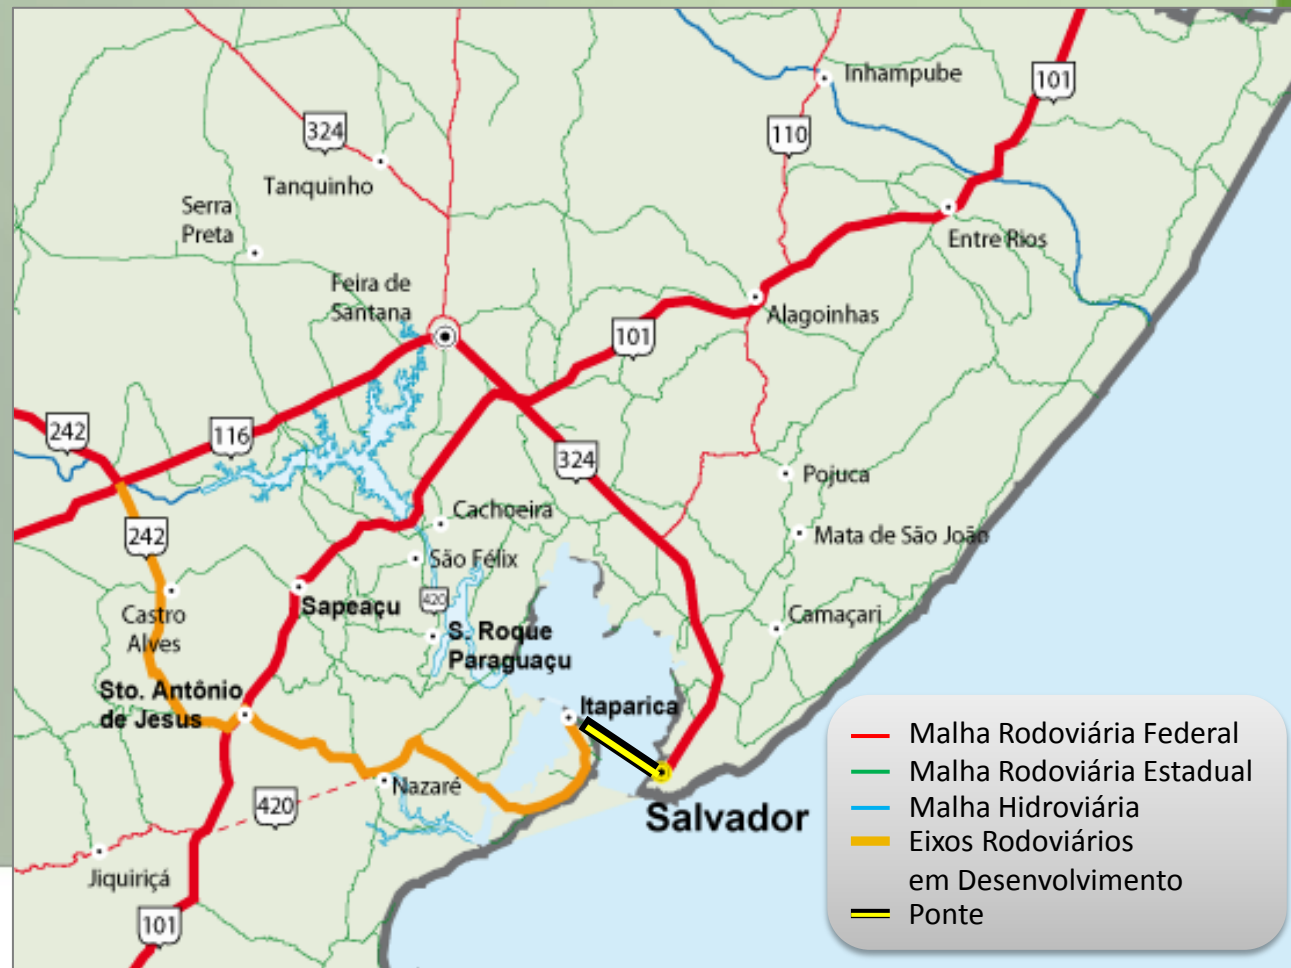 101
Inhampube
110
324
Tanquinho
Serra
Preta
Entre Rios
Feira de
Santana
Alagoinhas
101
242
116
324
Pojuca
Cachoeira
242
Mata de São João
São Félix
420
Castro
Alves
Sapeaçu
Camaçari
S. Roque
Paraguaçu
Sto. Antônio
de Jesus
Itaparica
Nazaré
420
Salvador
Jiquiriçá
101
Malha Rodoviária Federal
Malha Rodoviária Estadual
Malha Hidroviária
Eixos Rodoviários
em Desenvolvimento
Ponte